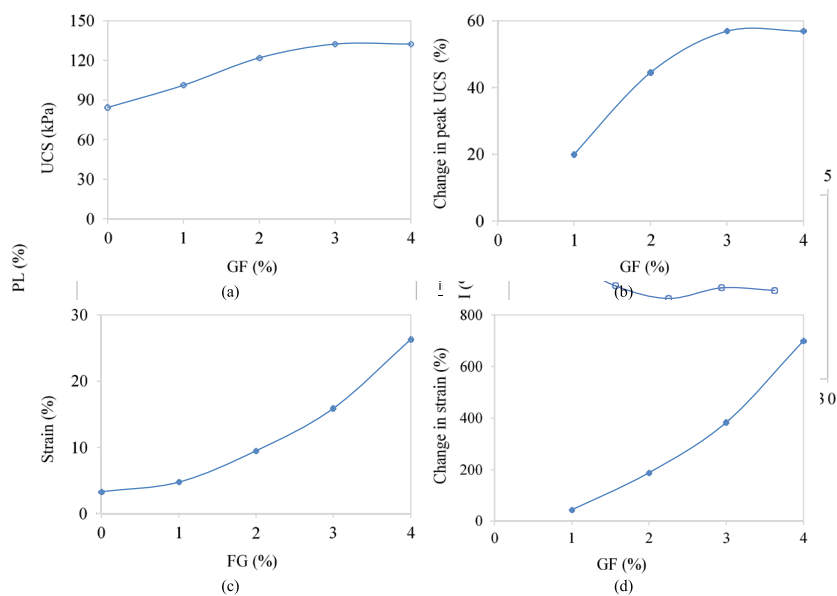 150
120
90
60
30
0
UCS (kPa)
0 1 2 3 4
GF (%)
(a)
60
40
20
0
Change in peak UCS (%)
0 1 2 3 4
GF (%)
(b)
5
PL (%)
30
20
10
0
Strain (%)
0 1 2 3 4
FG (%)
(c)
800
600
400
200
0
Change in strain (%)
0 1 2 3 4
GF (%)
(d)
30